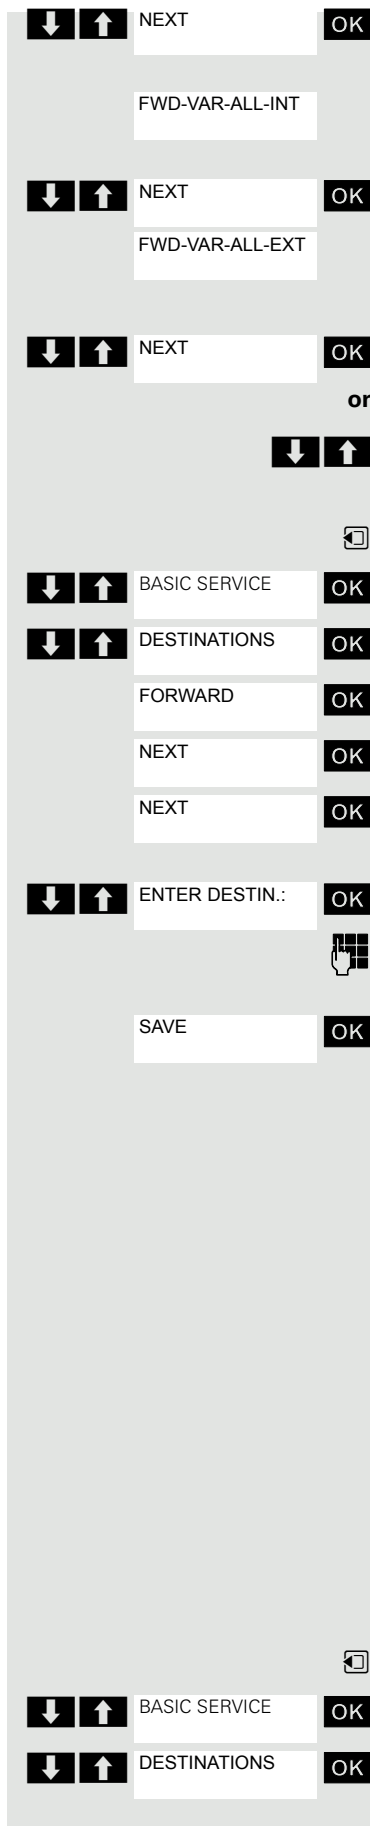 NEXT OK
FWD-VAR-ALL-INT
NEXT OK
FWD-VAR-ALL-EXT
NEXT OK
or
BASIC SERVICE OK
DESTINATIONS OK
FORWARD OK
NEXT OK
NEXT OK
ENTER DESTIN.: OK
SAVE OK
BASIC SERVICE OK
DESTINATIONS OK